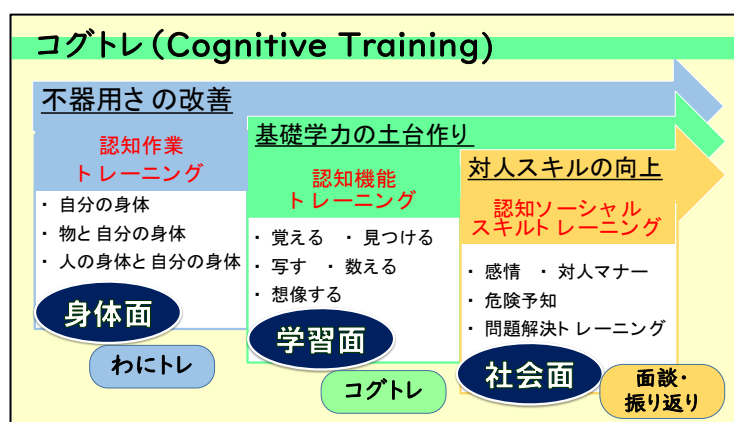 コグトレ(Cognitive Training)
不器用さの改善
認知作業
トレーニング
・ 自分の身体
・ 物と自分の身体
・ 人の身体と自分の身体
身体面
わにトレ
基礎学力の土台作り
認知機能
トレーニング
・ 覚える ・ 見つける
・ 写す ・ 数える
・ 想像する
学習面
コグトレ
対人スキルの向上
認知ソーシャル
スキルトレーニング
・ 感情 ・ 対人マナー
・ 危険予知
・ 問題解決トレーニング
社会面
面談・
振り返り